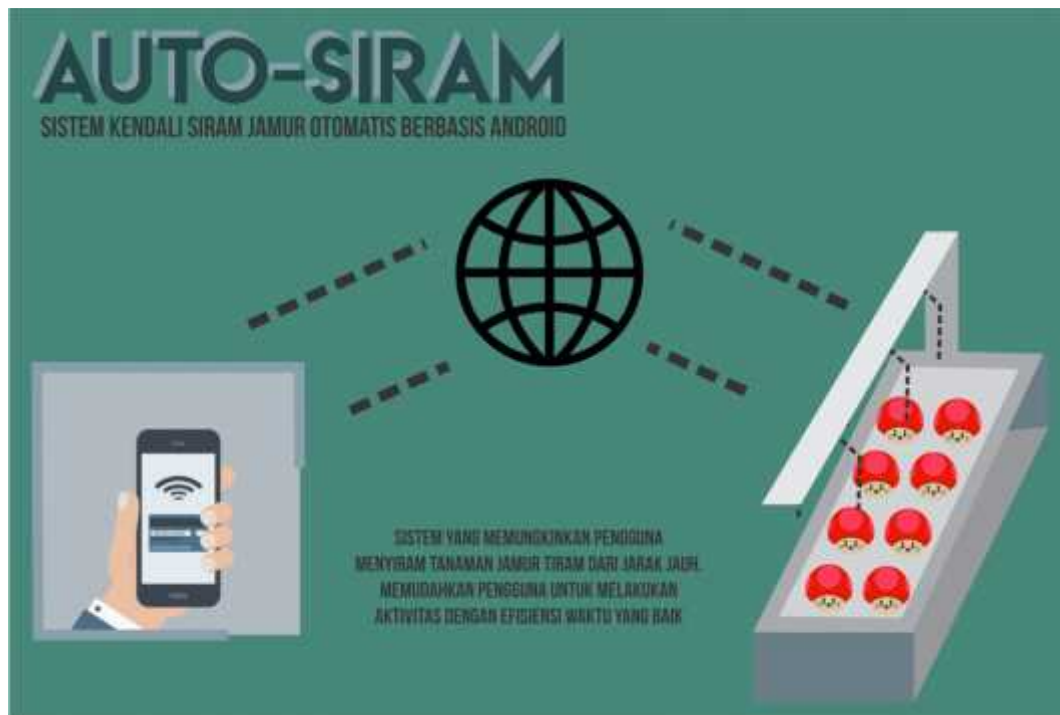 AUTO-SIRAM
SISTEM KENDALI SIRAM JAMUR OTOMATIS BERBASIS ANDROID
SISTEM YANG MEMUNGKINKAN PENGGUNA
MENYIRAM TANAMAN JAMUR TIRAM DARI JARAK JAUH.
MEMUDAHKAN PENGGUNA UNTUK MELAKUKAN
AKTIVITAS DENGAN EFISIENSI WAKTU YANG BAIK